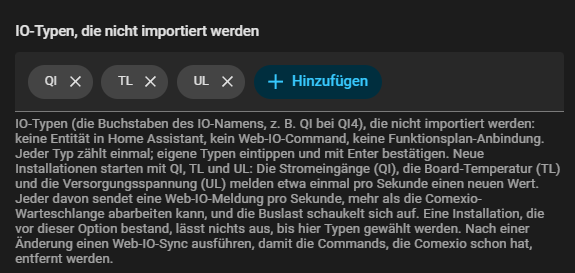 IO-Typen, die nicht importiert werden
QI × TL × UL × + Hinzufügen
IO-Typen (die Buchstaben des IO-Namens, z. B. QI bei QI4), die nicht importiert werden:
keine Entität in Home Assistant, kein Web-IO-Command, keine Funktionsplan-Anbindung.
Jeder Typ zählt einmal; eigene Typen eintippen und mit Enter bestätigen. Neue
Installationen starten mit QI, TL und UL: Die Stromeingänge (QI), die Board-Temperatur (TL)
und die Versorgungsspannung (UL) melden etwa einmal pro Sekunde einen neuen Wert.
Jeder davon sendet eine Web-IO-Meldung pro Sekunde, mehr als die Comexio-
Warteschlange abarbeiten kann, und die Buslast schaukelt sich auf. Eine Installation, die
vor dieser Option bestand, lässt nichts aus, bis hier Typen gewählt werden. Nach einer
Änderung einen Web-IO-Sync ausführen, damit die Commands, die Comexio schon hat,
entfernt werden.